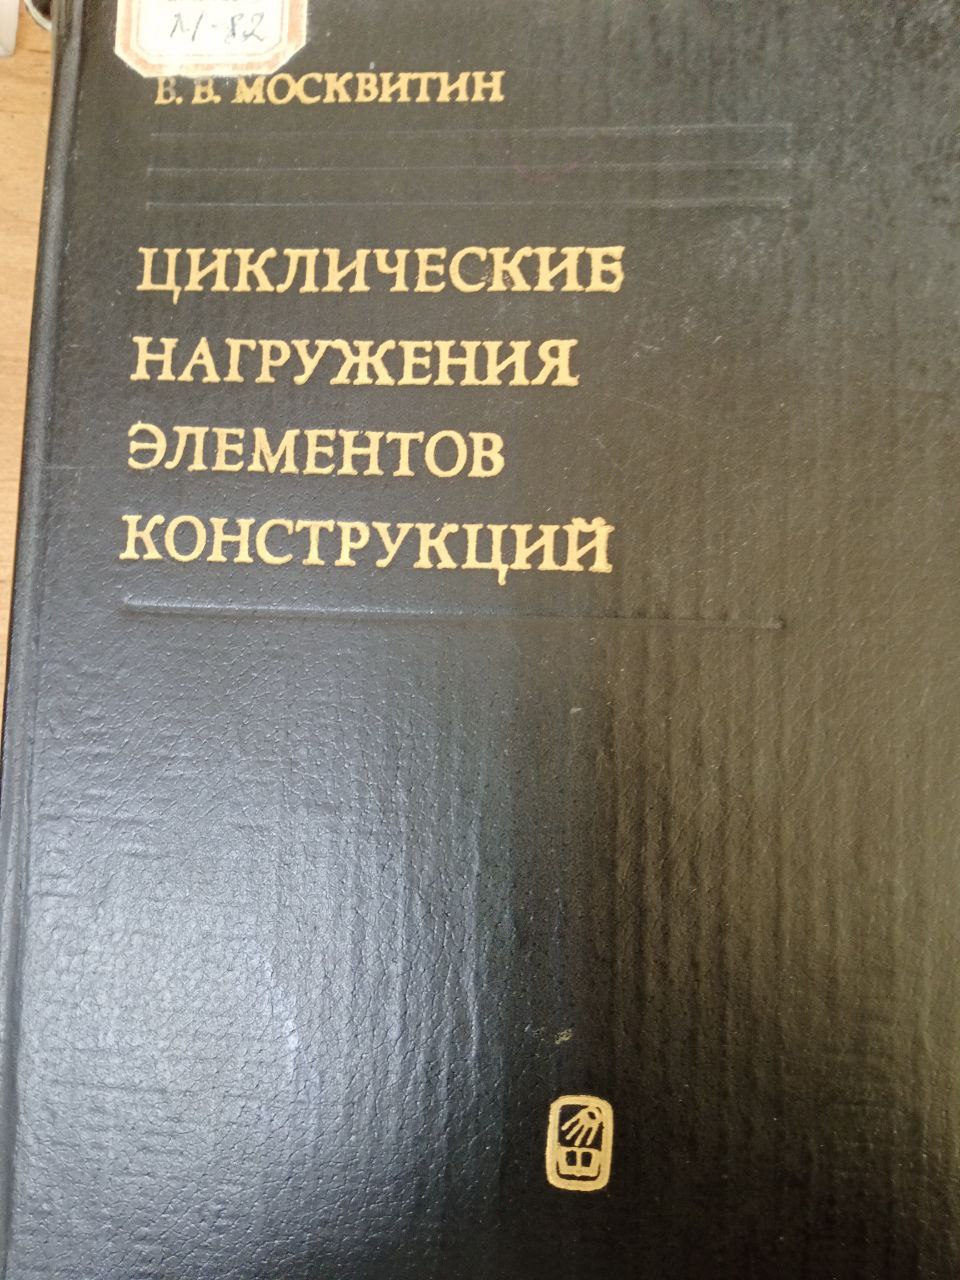 М-82
В. В. МОСКВИТИН
ЦИКЛИЧЕСКИЕ
НАГРУЖЕНИЯ
ЭЛЕМЕНТОВ
КОНСТРУКЦИЙ